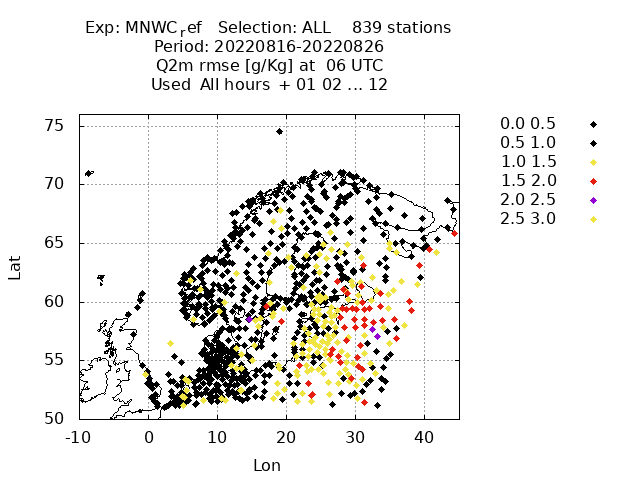 Exp: MNWC_ref   Selection: ALL    839 stations
Period: 20220816-20220826
Q2m rmse [g/Kg] at  06 UTC
Used  All hours  + 01 02 ... 12
0.0 0.5
0.5 1.0
1.0 1.5
1.5 2.0
2.0 2.5
2.5 3.0
75
70
65
60
55
50
Lat
-10 0 10 20 30 40
Lon